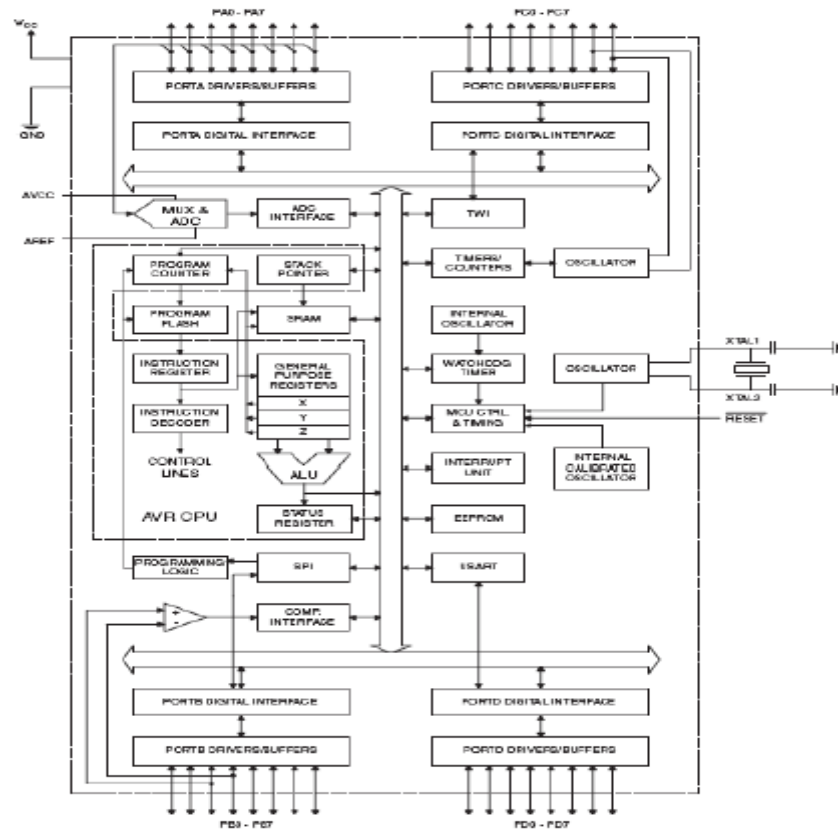 PA0 - PA7
PC0 - PC7
VCC
PORTA DRIVERS/BUFFERS
PORTC DRIVERS/BUFFERS
GND
PORTA DIGITAL INTERFACE
PORTC DIGITAL INTERFACE
AVCC
MUX &
ADC
ADC
INTERFACE
TWI
AREF
PROGRAM
COUNTER
STACK
POINTER
TIMERS/
COUNTERS
OSCILLATOR
PROGRAM
FLASH
SRAM
INTERNAL
OSCILLATOR
XTAL1
INSTRUCTION
REGISTER
GENERAL
PURPOSE
REGISTERS
WATCHDOG
TIMER
OSCILLATOR
X
XTAL2
INSTRUCTION
DECODER
Y
MCU CTRL.
& TIMING
RESET
Z
CONTROL
LINES
ALU
INTERRUPT
UNIT
INTERNAL
CALIBRATED
OSCILLATOR
AVR CPU
STATUS
REGISTER
EEPROM
PROGRAMMING
LOGIC
SPI
USART
+
-
COMP.
INTERFACE
PORTB DIGITAL INTERFACE
PORTD DIGITAL INTERFACE
PORTB DRIVERS/BUFFERS
PORTD DRIVERS/BUFFERS
PB0 - PB7
PD0 - PD7